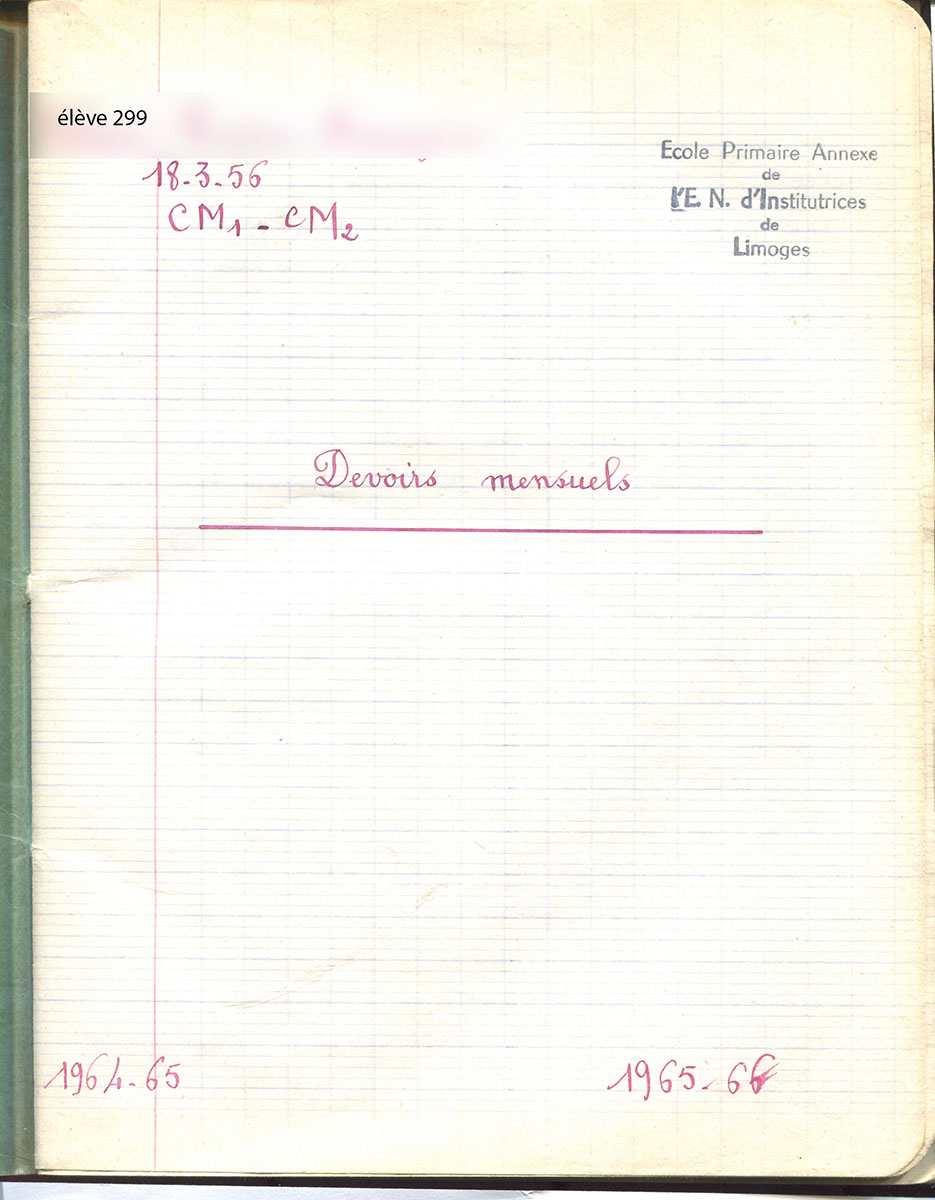 élève 299
18.3.56
CM1 - CM2
Ecole Primaire Annexe
de
l'E. N. d'Institutrices
de
Limoges
Devoirs mensuels
1964-65
1965-66